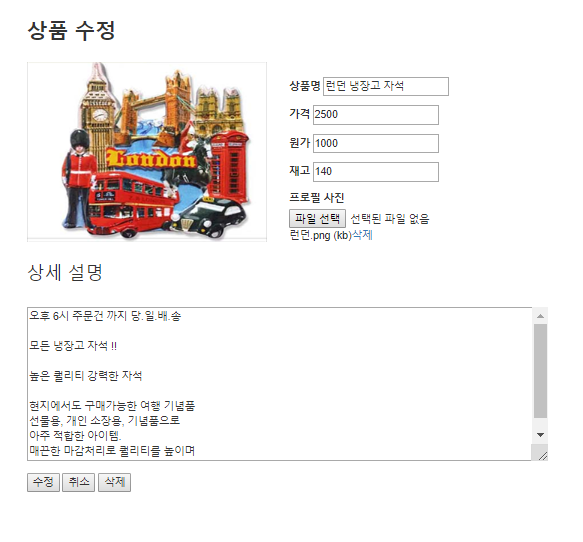 상품 수정
London
상품명 런던 냉장고 자석
가격 2500
원가 1000
재고 140
프로필 사진
파일 선택 선택된 파일 없음
런던.png (kb)삭제
상세 설명
오후 6시 주문건 까지 당.일.배.송
모든 냉장고 자석 !!
높은 퀄리티 강력한 자석
현지에서도 구매가능한 여행 기념품
선물용, 개인 소장용, 기념품으로
아주 적합한 아이템.
매끈한 마감처리로 퀄리티를 높이며
수정 취소 삭제